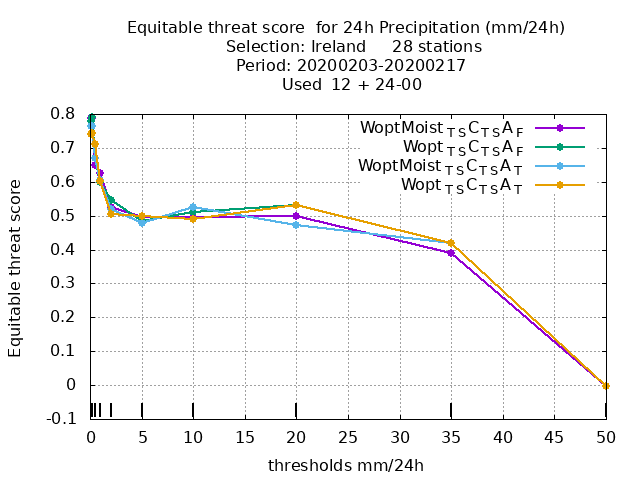 Equitable threat score  for 24h Precipitation (mm/24h)
Selection: Ireland     28 stations
Period: 20200203-20200217
Used  12 + 24-00
WoptMoist TS C TS A F
Wopt TS C TS A F
WoptMoist TS C TS A T
Wopt TS C TS A T
Equitable threat score
0.8
0.7
0.6
0.5
0.4
0.3
0.2
0.1
0
-0.1
0 5 10 15 20 25 30 35 40 45 50
thresholds mm/24h